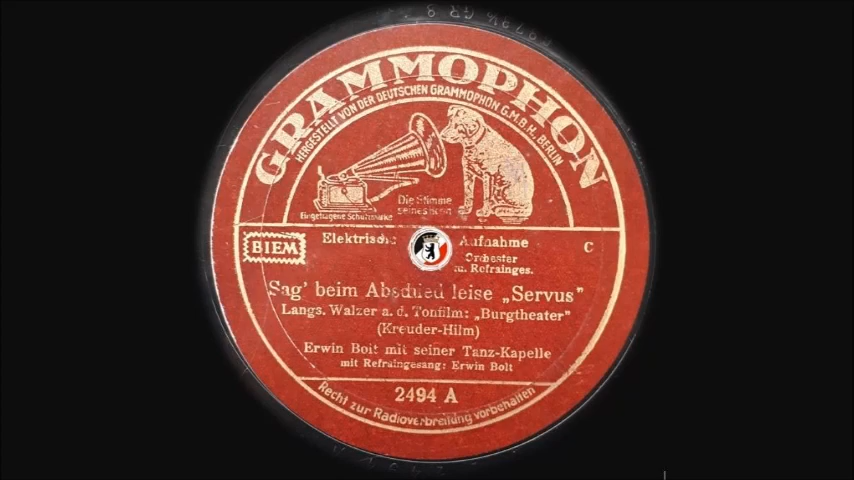 GRAMMOPHON
HERGESTELLT VON DER DEUTSCHEN GRAMMOPHON G.M.B.H., BERLIN
Die Stimme
seines Herrn
Eingetragene Schutzmarke
BIEM
Elektrische Aufnahme
C
Orchester
m. Refrainges.
Sag' beim Abschied leise „Servus"
Langs. Walzer a. d. Tonfilm: „Burgtheater"
(Kreuder-Hilm)
Erwin Bolt mit seiner Tanz-Kapelle
mit Refraingesang: Erwin Bolt
2494 A
Recht zur Radioverbreitung vorbehalten